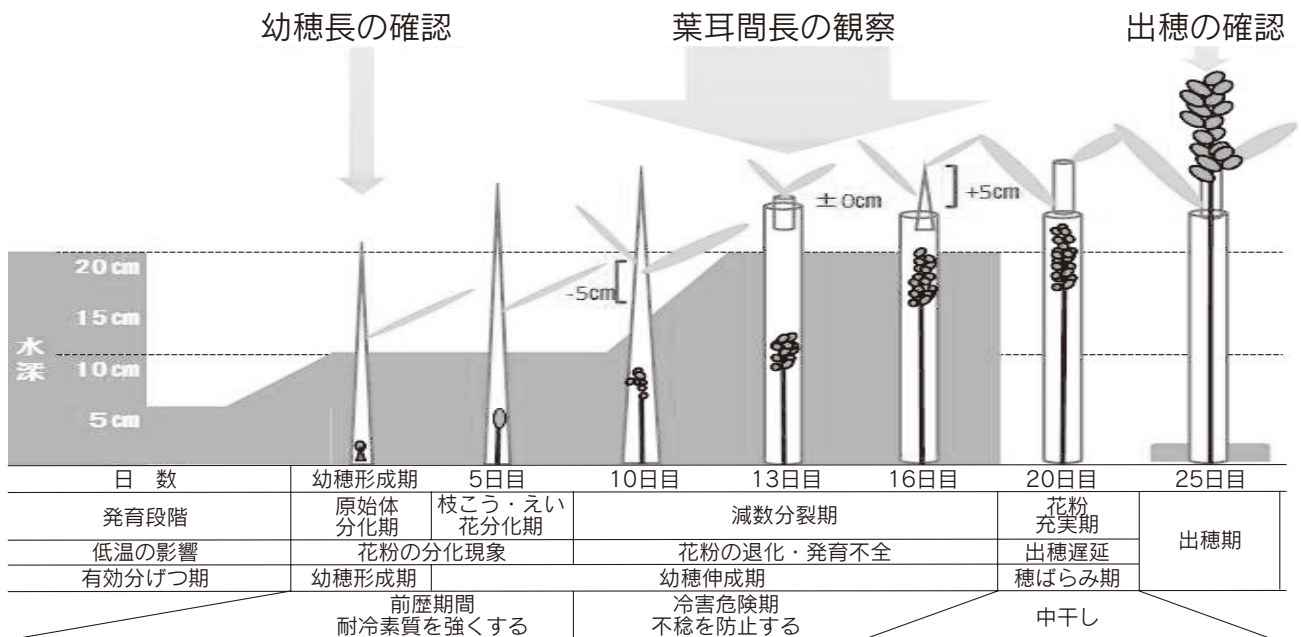 幼穂長の確認
葉耳間長の観察
出穂の確認
±0cm
+5cm
-5cm
水深
20cm
15cm
10cm
5cm
日 数 幼穂形成期 5日目 10日目 13日目 16日目 20日目 25日目
発育段階 原始体 分化期 枝こう・えい 花分化期 減数分裂期 花粉 充実期 出穂期
低温の影響 花粉の分化現象 花粉の退化・発育不全 出穂遅延
有効分げつ期 幼穂形成期 幼穂伸成期 穂ばらみ期
前歴期間
耐冷素質を強くする
冷害危険期
不稔を防止する
中干し